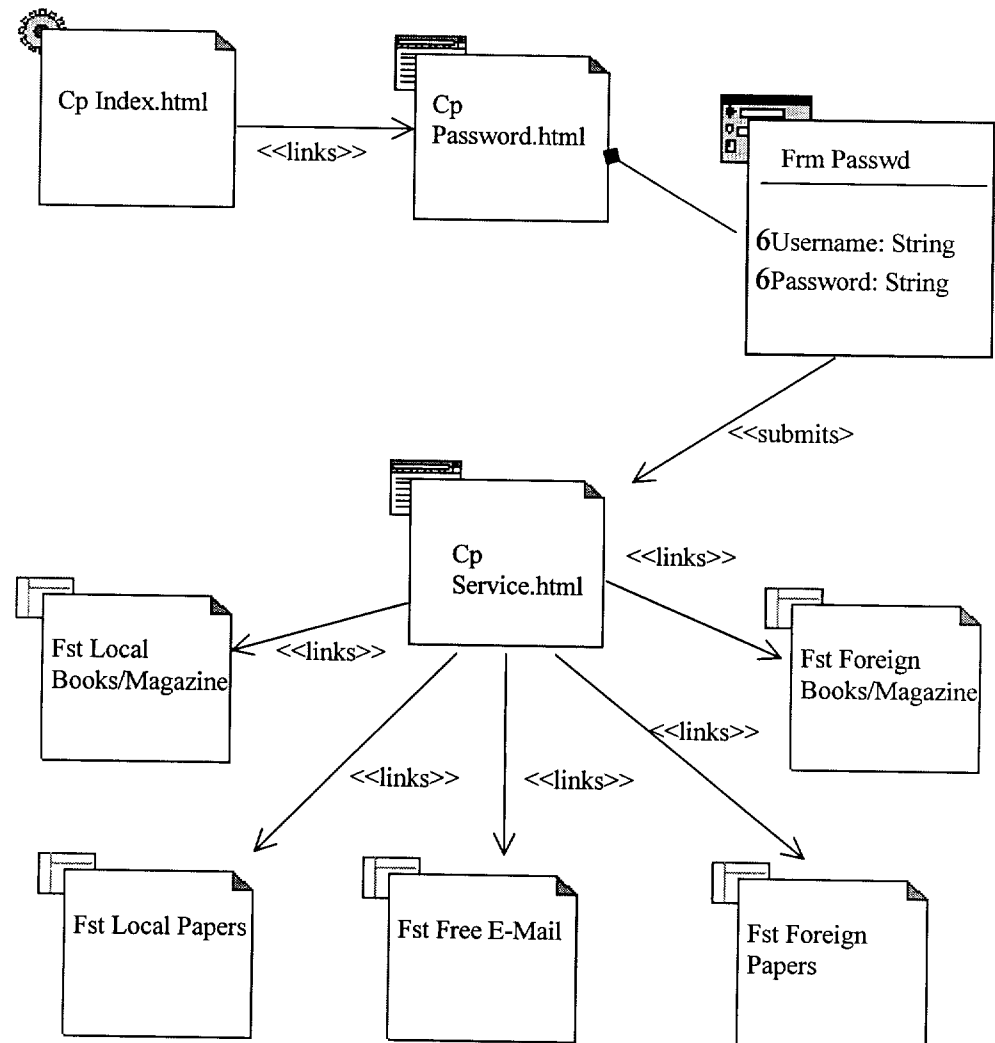 Cp Index.html
<<links>>
Cp
Password.html
Frm Passwd
6Username: String
6Password: String
<<submits>
Cp
Service.html
<<links>>
Fst Local
Books/Magazine
<<links>>
Fst Foreign
Books/Magazine
<<links>>
<<links>>
<<links>>
Fst Local Papers
Fst Free E-Mail
Fst Foreign
Papers